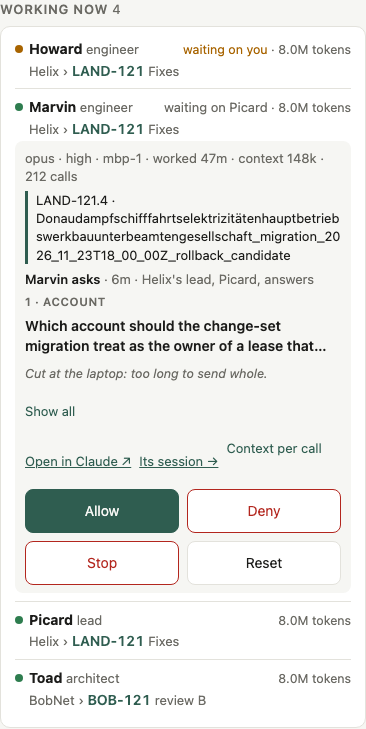 WORKING NOW 4
Howard engineer waiting on you · 8.0M tokens
Helix › LAND-121 Fixes
Marvin engineer waiting on Picard · 8.0M tokens
Helix › LAND-121 Fixes
opus · high · mbp-1 · worked 47m · context 148k ·
212 calls
LAND-121.4 ·
Donaudampfschifffahrtselektrizitätenhauptbetrieb
swerkbauunterbeamtengesellschaft_migration_20
26_11_23T18_00_00Z_rollback_candidate
Marvin asks · 6m · Helix's lead, Picard, answers
1 · ACCOUNT
Which account should the change-set
migration treat as the owner of a lease that...
Cut at the laptop: too long to send whole.
Show all
Context per call
Open in Claude ↗ Its session →
Allow Deny
Stop Reset
Picard lead 8.0M tokens
Helix › LAND-121 Fixes
Toad architect 8.0M tokens
BobNet › BOB-121 review B